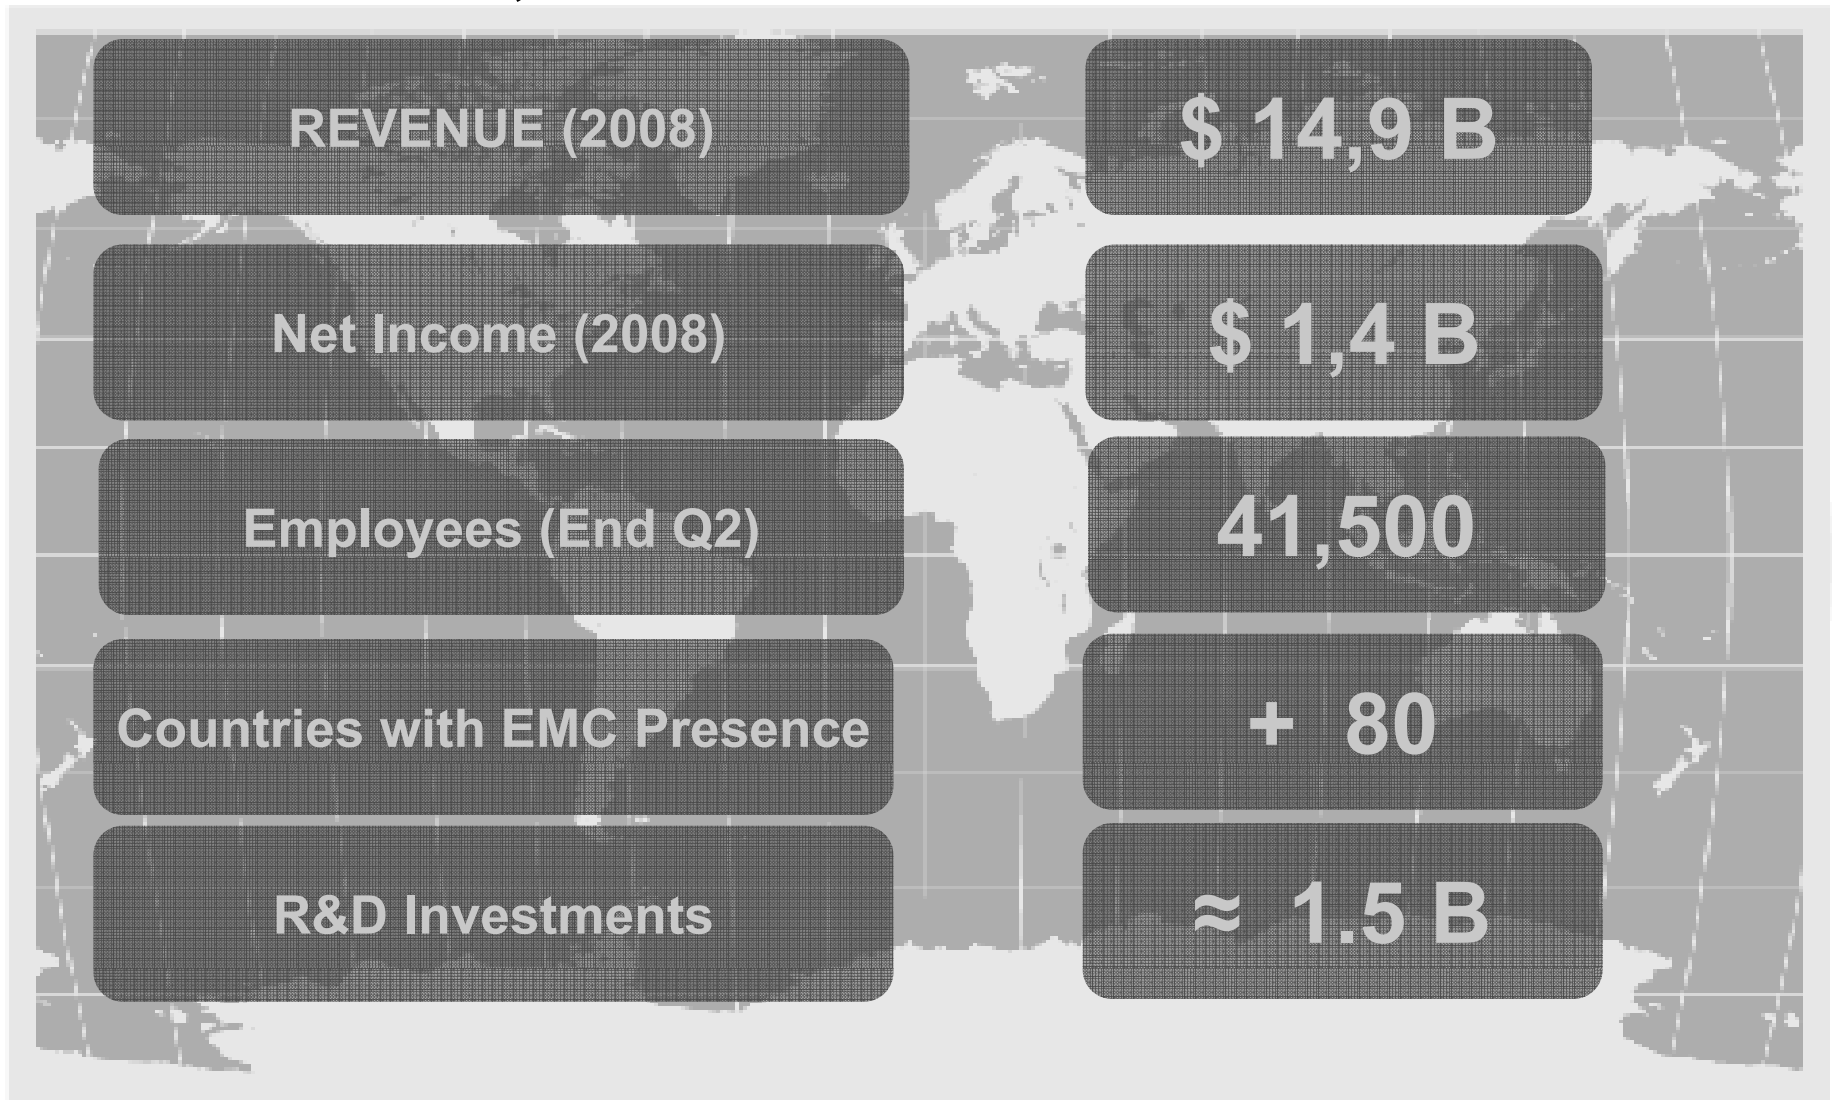 REVENUE (2008)
$ 14,9 B
Net Income (2008)
$ 1,4 B
Employees (End Q2)
41,500
Countries with EMC Presence
+ 80
R&D Investments
≈ 1.5 B